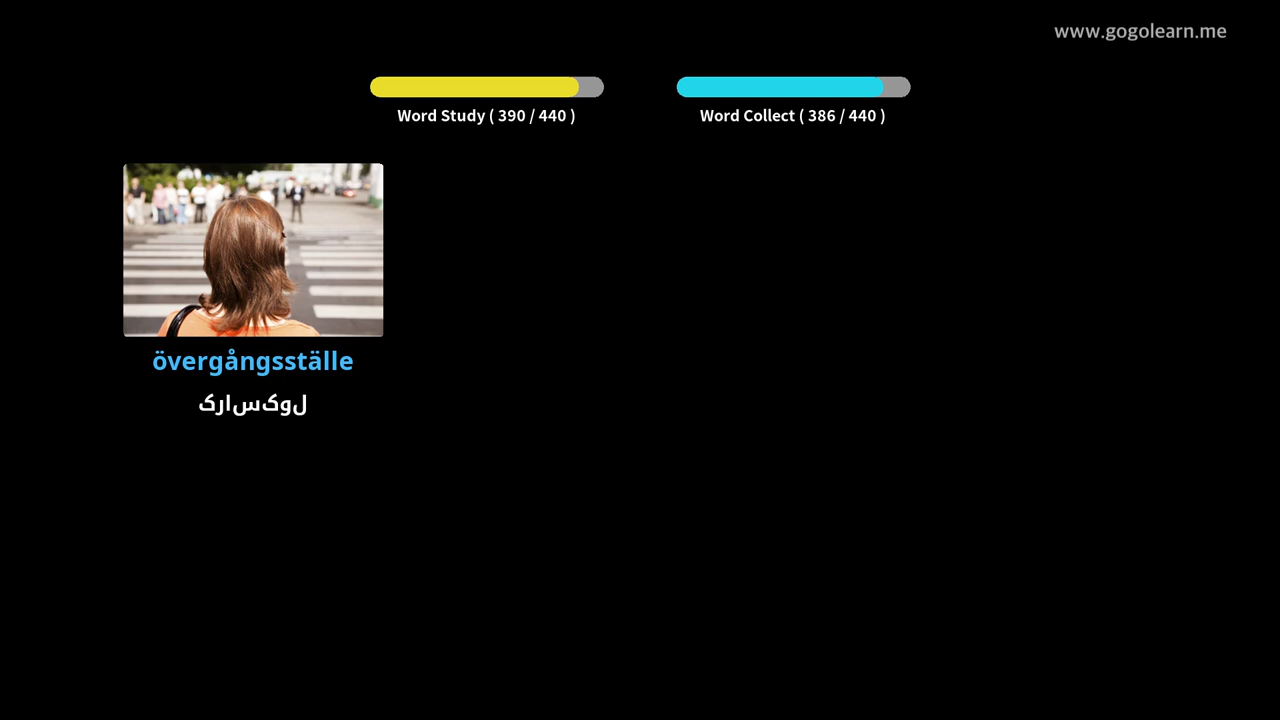 www.gogolearn.me
Word Study ( 390 / 440 )
Word Collect ( 386 / 440 )
övergångsställe
لوکسارک